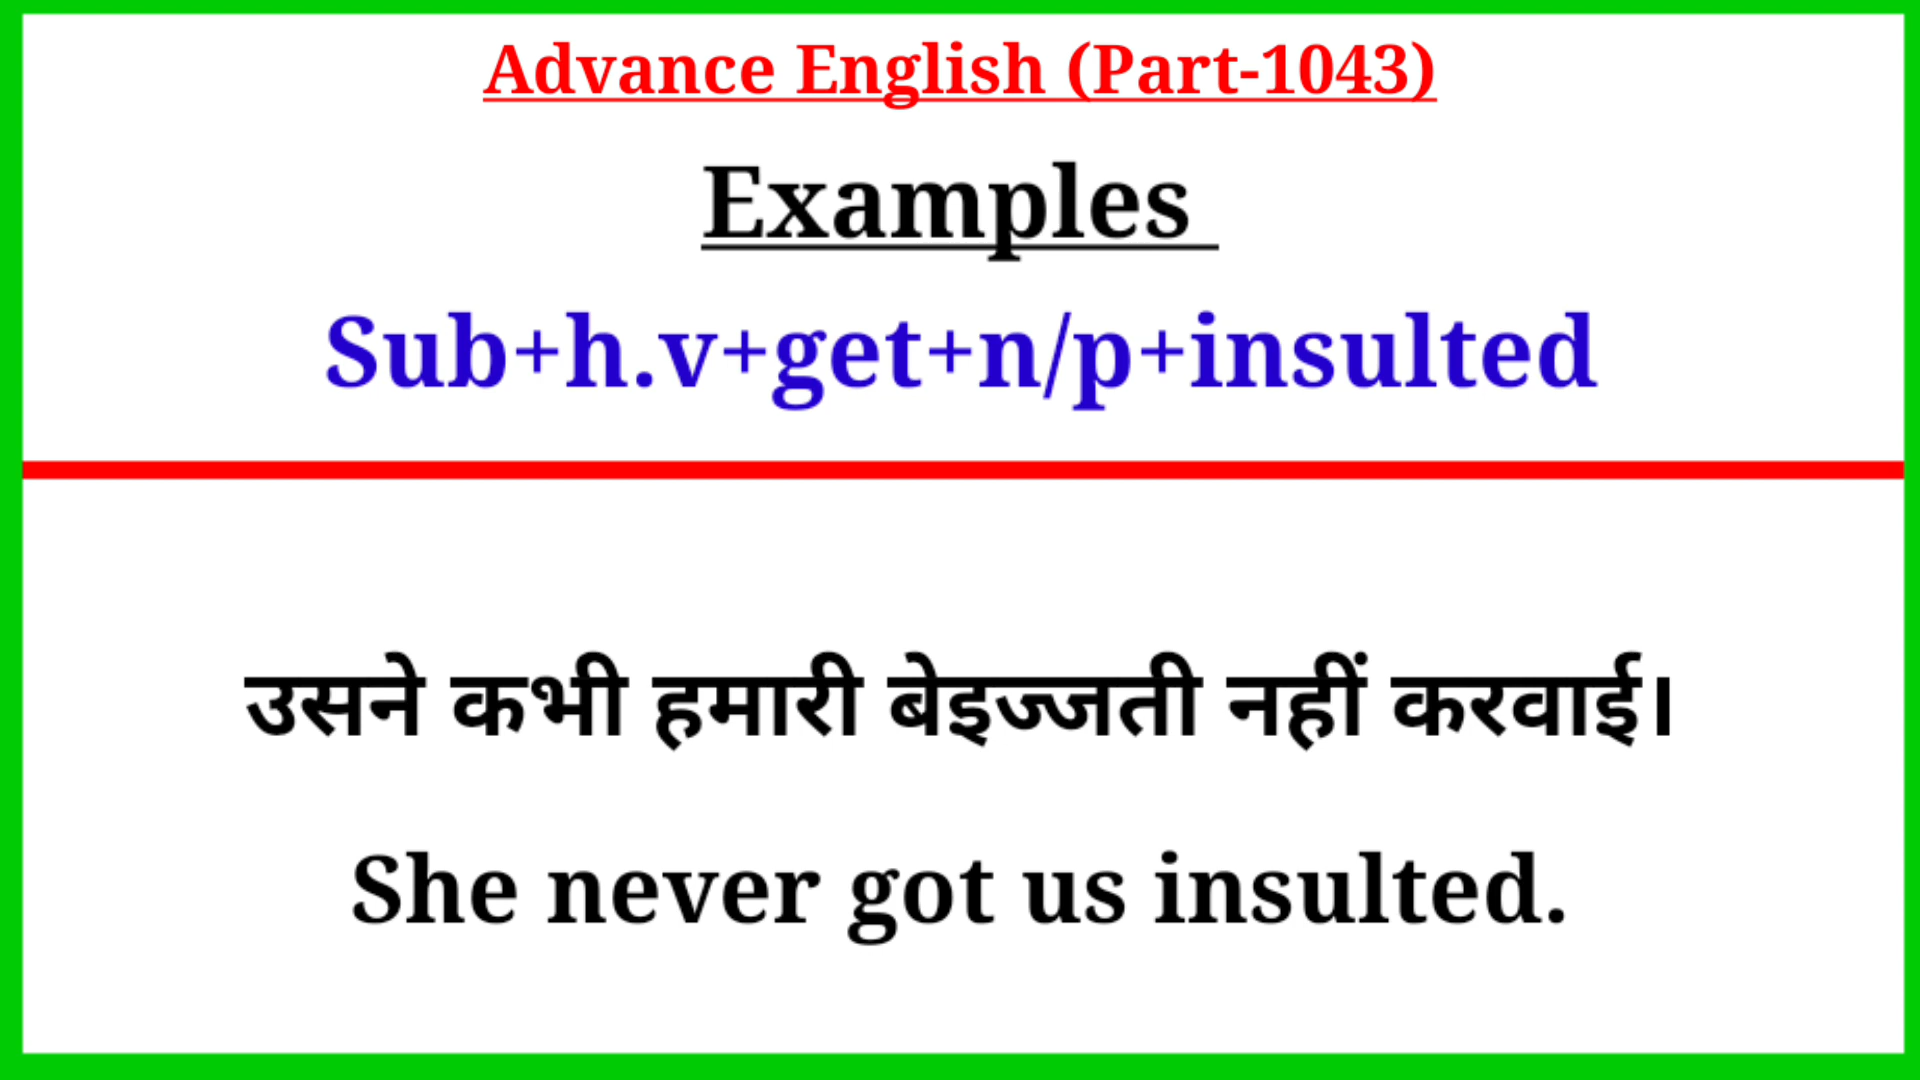 Advance English (Part-1043)
Examples
Sub+h.v+get+n/p+insulted
उसने कभी हमारी बेइज्जती नहीं करवाई।
She never got us insulted.